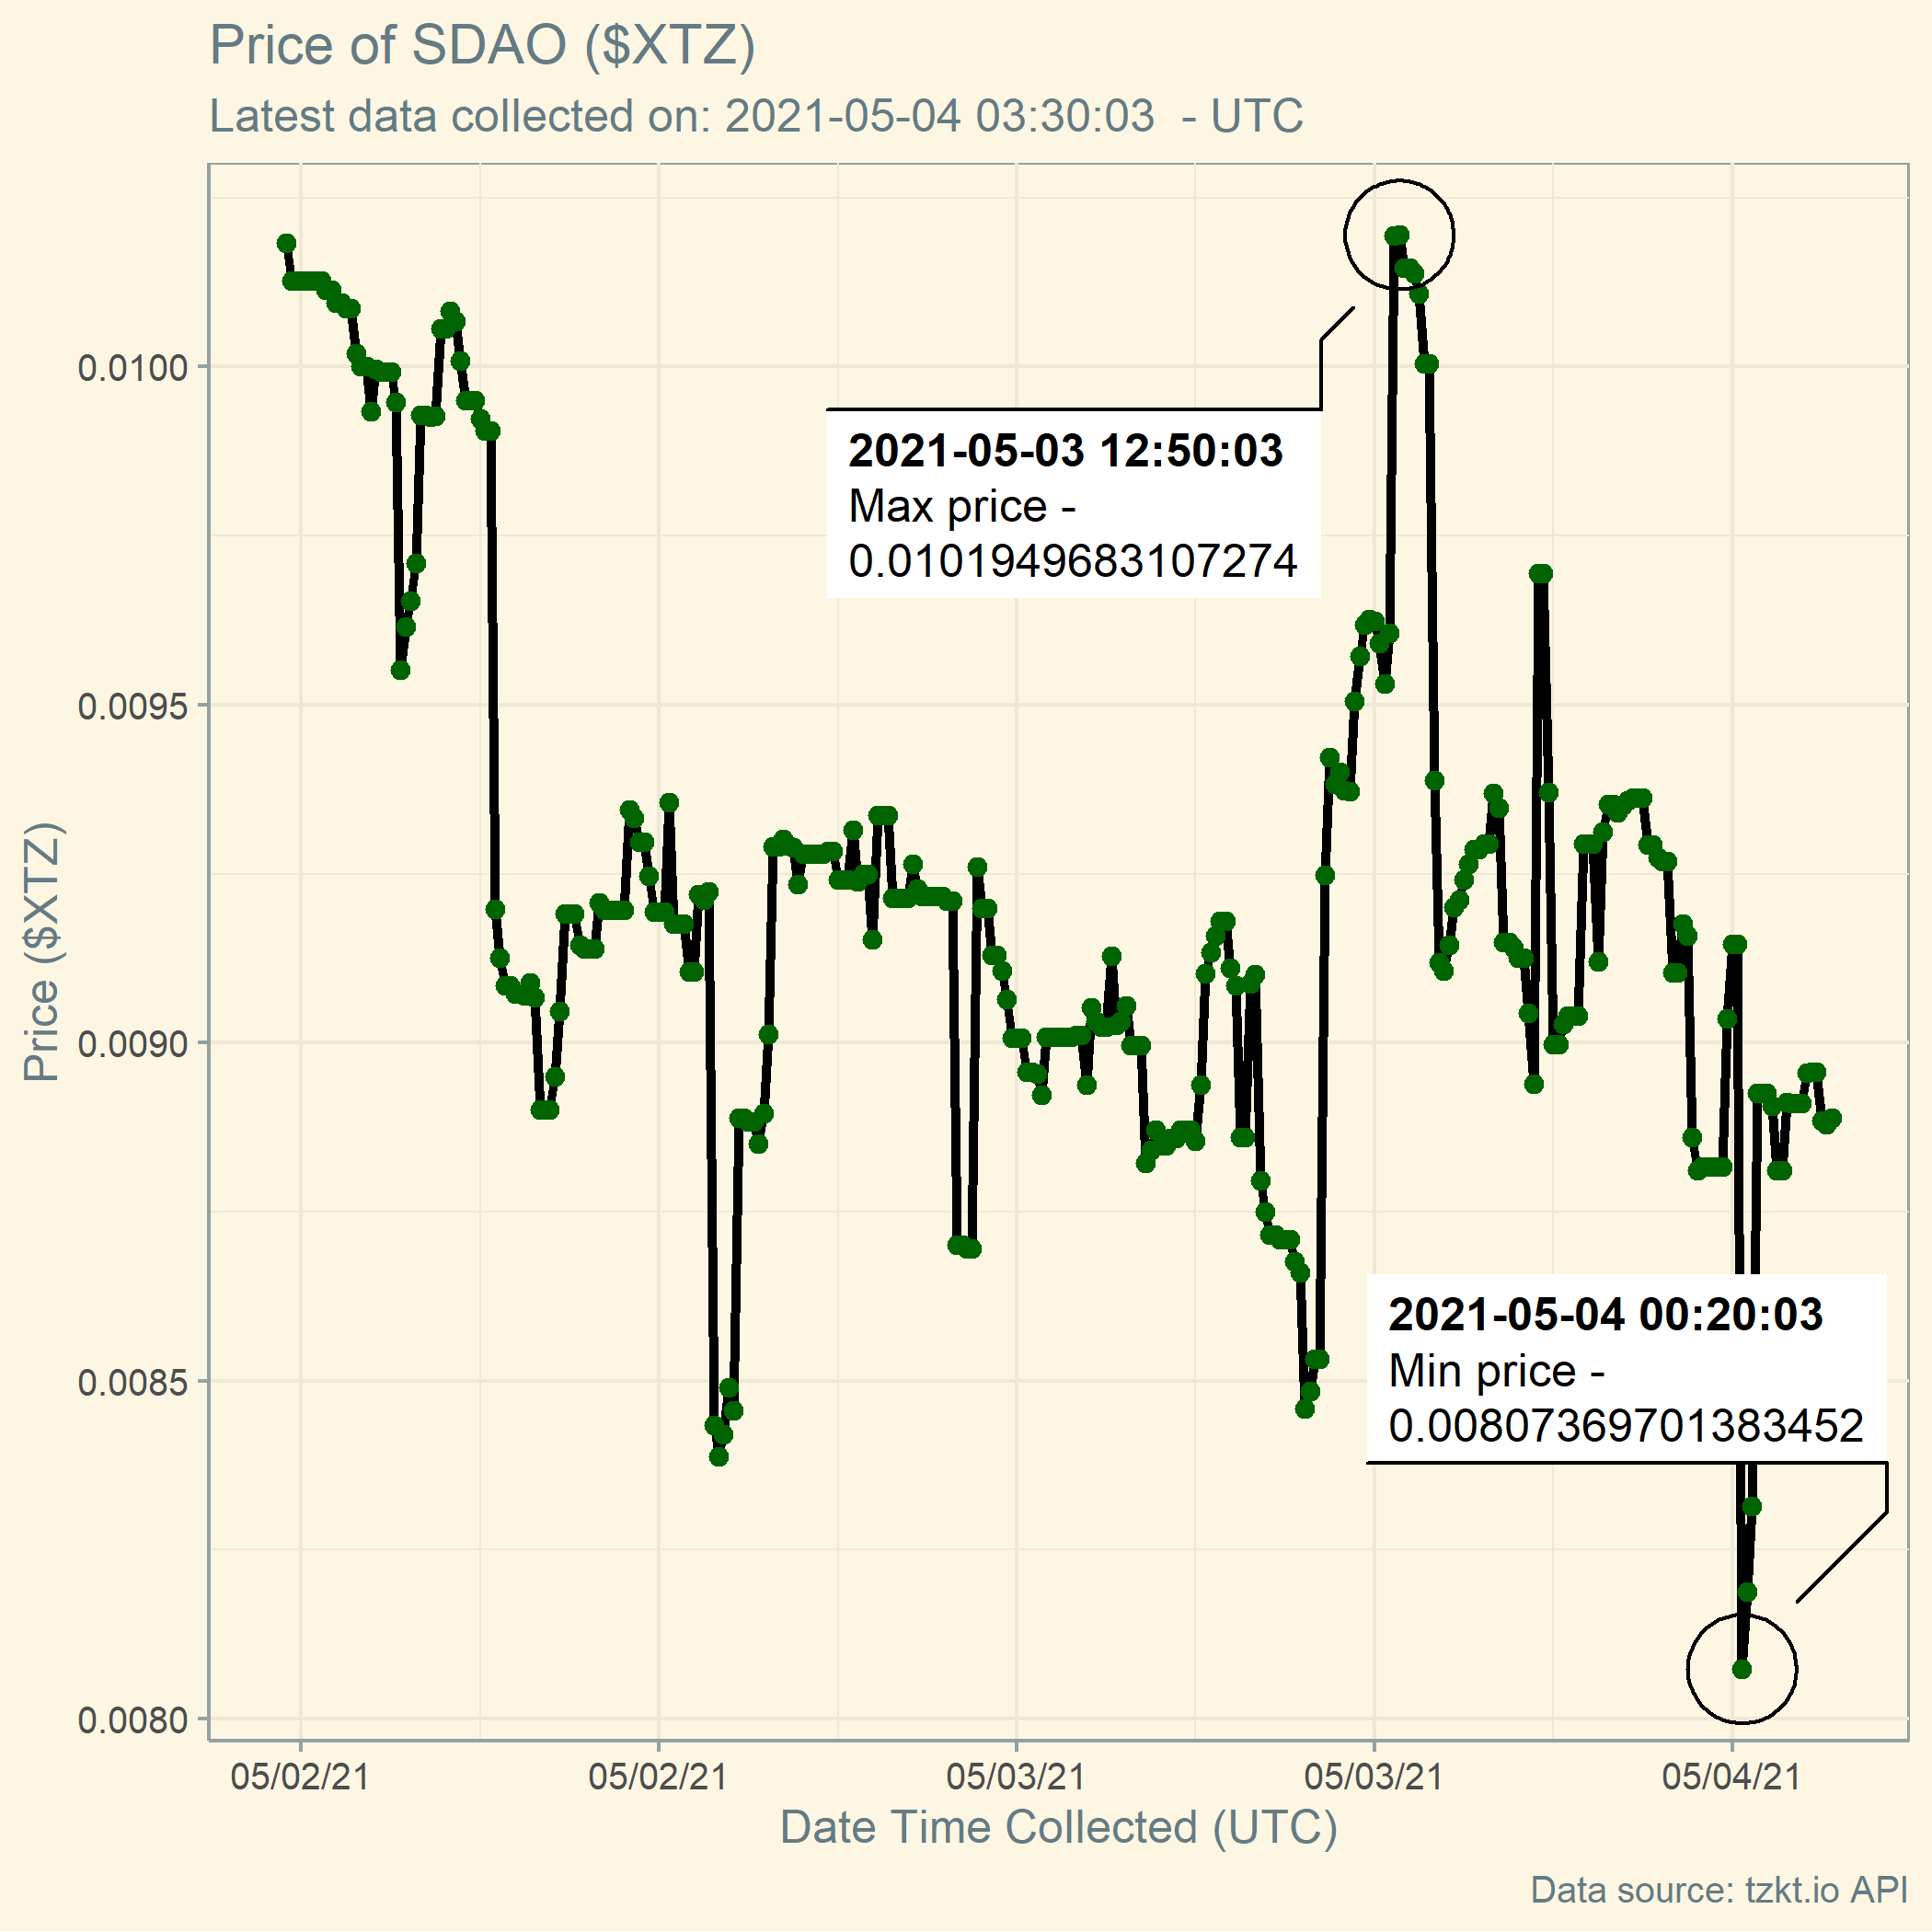 Price of SDAO ($XTZ)
Latest data collected on: 2021-05-04 03:30:03  - UTC
0.0100
0.0095
0.0090
0.0085
0.0080
Price ($XTZ)
2021-05-03 12:50:03
Max price -
0.0101949683107274
2021-05-04 00:20:03
Min price -
0.00807369701383452
05/02/21
05/02/21
05/03/21
05/03/21
05/04/21
Date Time Collected (UTC)
Data source: tzkt.io API